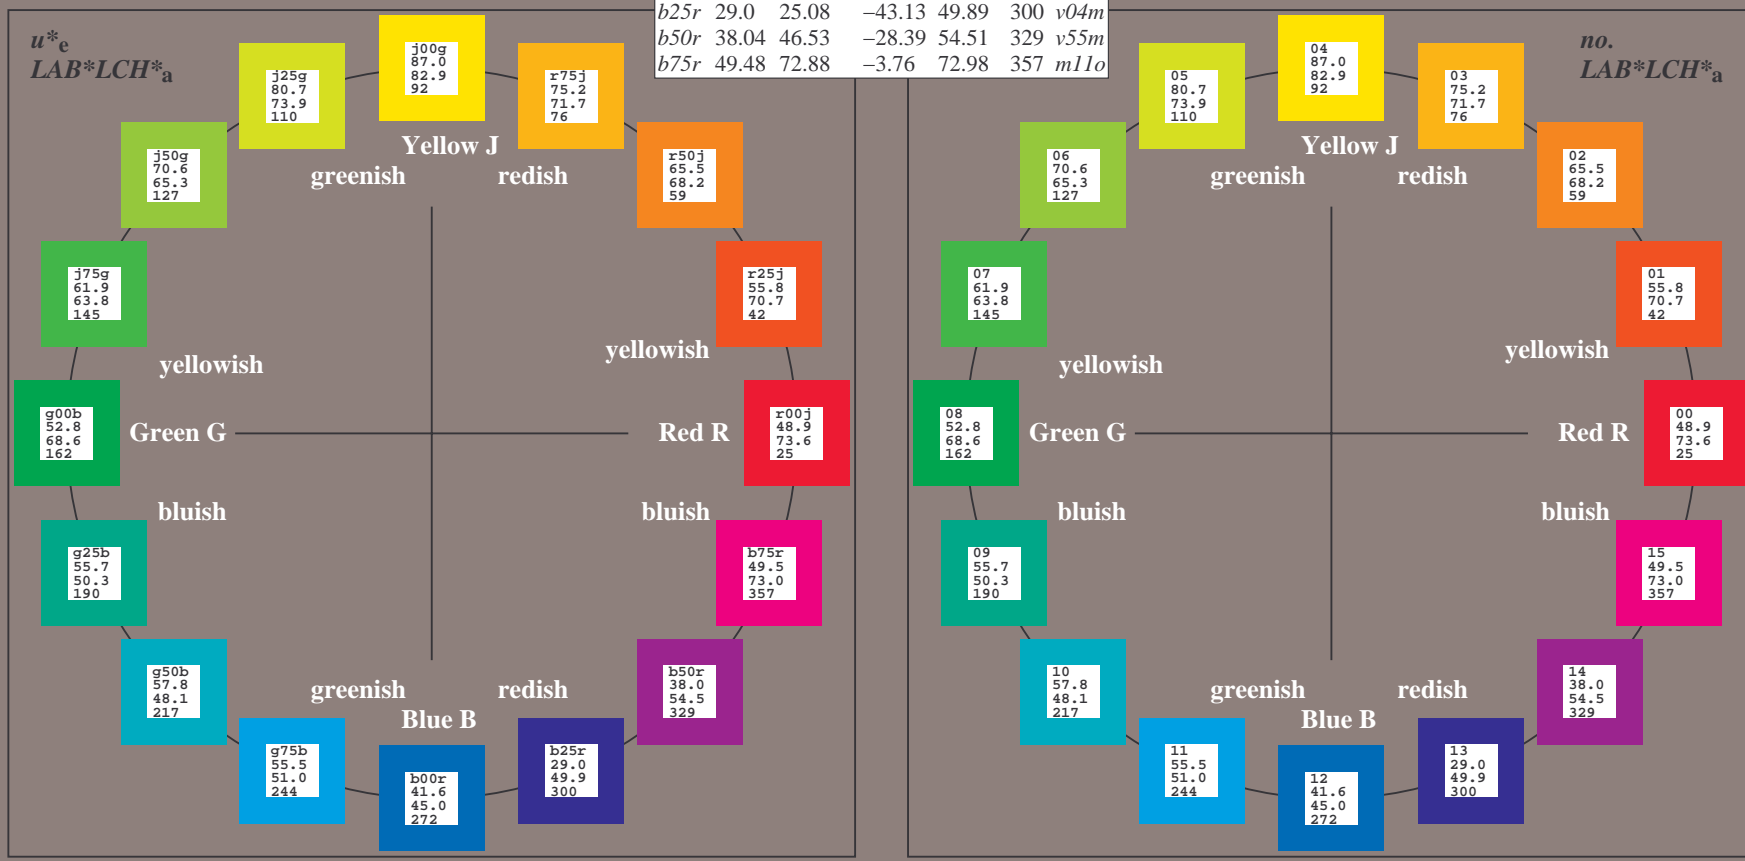 b25r 29.0 25.08 −43.13 49.89 300 v04m
b50r 38.04 46.53 −28.39 54.51 329 v55m
b75r 49.48 72.88 −3.76 72.98 357 m11o
u*e
LAB*LCH*a
j00g
87.0
82.9
92
j25g
80.7
73.9
110
r75j
75.2
71.7
76
Yellow J
greenish redish
j50g
70.6
65.3
127
r50j
65.5
68.2
59
j75g
61.9
63.8
145
r25j
55.8
70.7
42
yellowish
yellowish
g00b
52.8
68.6
162
Green G
Red R
r00j
48.9
73.6
25
bluish
bluish
g25b
55.7
50.3
190
b75r
49.5
73.0
357
g50b
57.8
48.1
217
b50r
38.0
54.5
329
greenish redish
Blue B
g75b
55.5
51.0
244
b00r
41.6
45.0
272
b25r
29.0
49.9
300
no.
LAB*LCH*a
04
87.0
82.9
92
05
80.7
73.9
110
03
75.2
71.7
76
Yellow J
greenish redish
06
70.6
65.3
127
02
65.5
68.2
59
07
61.9
63.8
145
01
55.8
70.7
42
yellowish
yellowish
08
52.8
68.6
162
Green G
Red R
00
48.9
73.6
25
bluish
bluish
09
55.7
50.3
190
15
49.5
73.0
357
10
57.8
48.1
217
14
38.0
54.5
329
greenish redish
Blue B
11
55.5
51.0
244
12
41.6
45.0
272
13
29.0
49.9
300